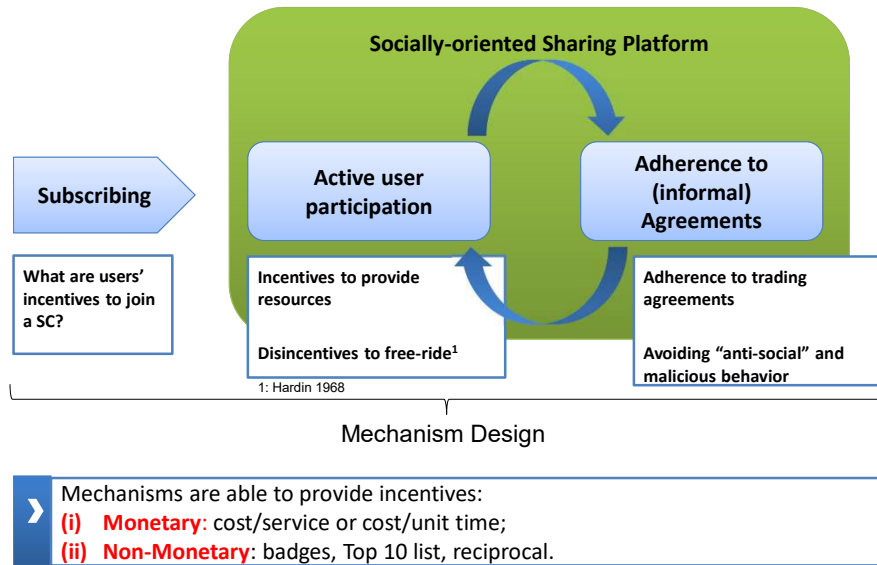 Socially-oriented Sharing Platform
Subscribing
Active user
participation
Adherence to
(informal)
Agreements
What are users’
incentives to join
a SC?
Incentives to provide
resources
Disincentives to free-ride1
Adherence to trading
agreements
Avoiding “anti-social” and
malicious behavior
1: Hardin 1968
Mechanism Design
Mechanisms are able to provide incentives:
(i) Monetary: cost/service or cost/unit time;
(ii) Non-Monetary: badges, Top 10 list, reciprocal.